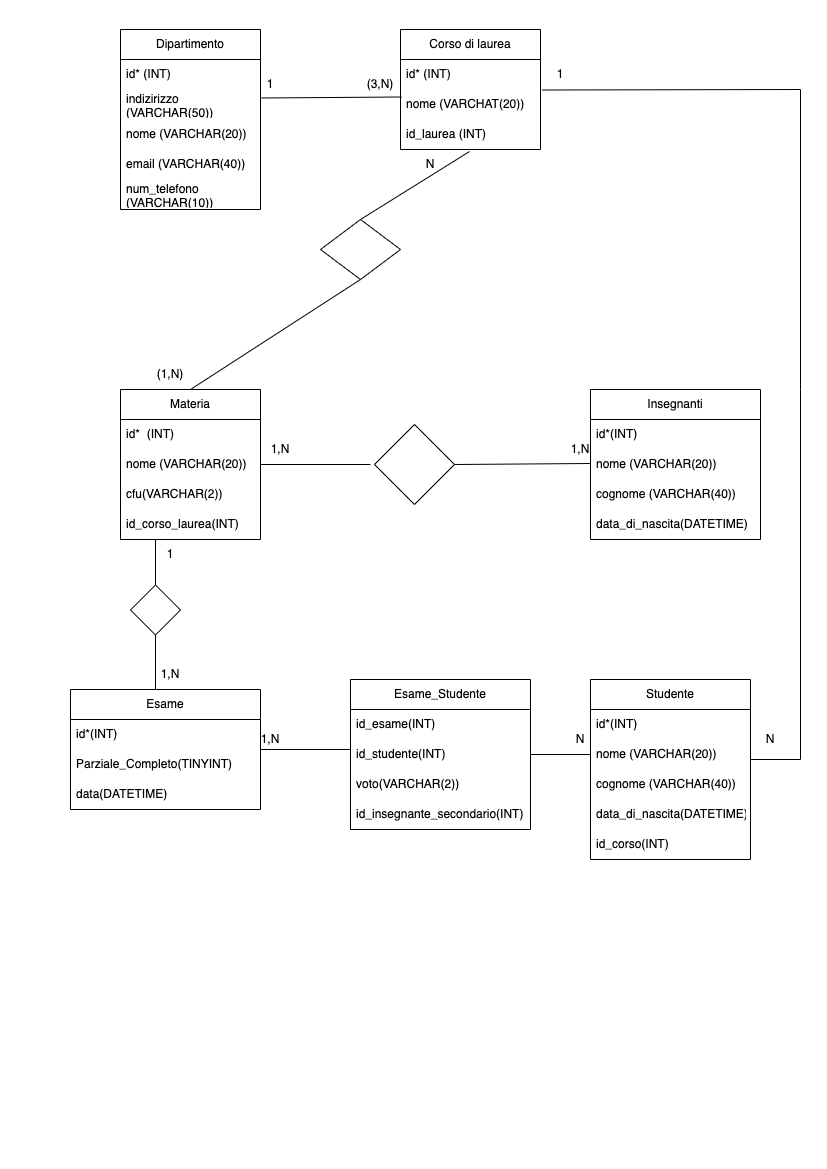 Dipartimento
id* (INT)
indizirizzo
(VARCHAR(50))
nome (VARCHAR(20))
email (VARCHAR(40))
num_telefono
(VARCHAR(10))
1
(3,N)
Corso di laurea
id* (INT)
nome (VARCHAT(20))
id_laurea (INT)
1
N
(1,N)
Materia
id* (INT)
nome (VARCHAR(20))
cfu(VARCHAR(2))
id_corso_laurea(INT)
1,N
1,N
Insegnanti
id*(INT)
nome (VARCHAR(20))
cognome (VARCHAR(40))
data_di_nascita(DATETIME)
1
1,N
Esame
id*(INT)
Parziale_Completo(TINYINT)
data(DATETIME)
1,N
Esame_Studente
id_esame(INT)
id_studente(INT)
voto(VARCHAR(2))
id_insegnante_secondario(INT)
N
Studente
id*(INT)
nome (VARCHAR(20))
cognome (VARCHAR(40))
data_di_nascita(DATETIME)
id_corso(INT)
N